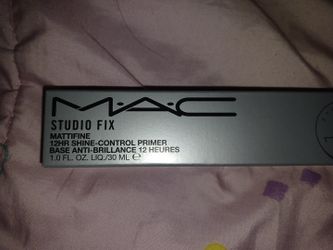 M·A·C
STUDIO FIX
MATTIFINE
12HR SHINE-CONTROL PRIMER
BASE ANTI-BRILLANCE 12 HEURES
1.0 FL. OZ. LIQ./30 ML ℮